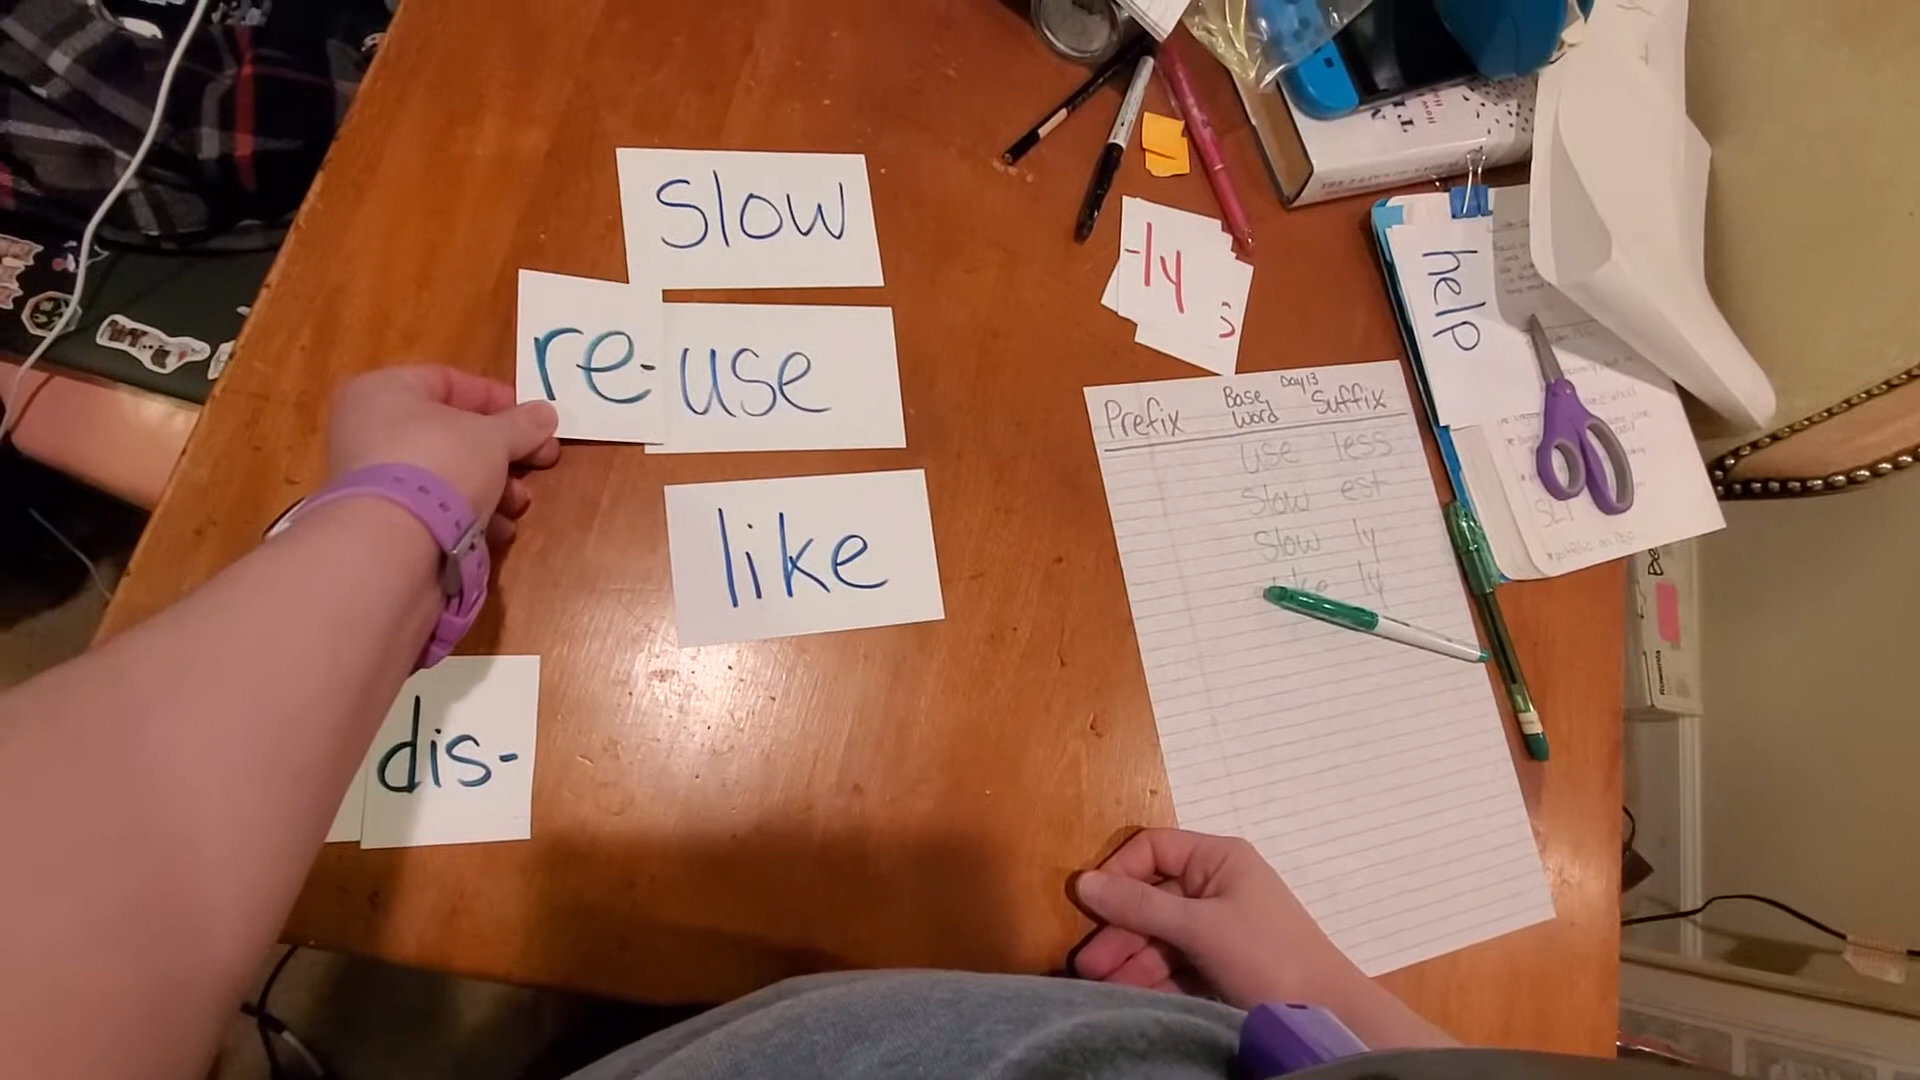 slow
re-
use
like
dis-
-ly
s
help
Day 13
Prefix Base Word Suffix
use less
slow est
slow ly
like ly